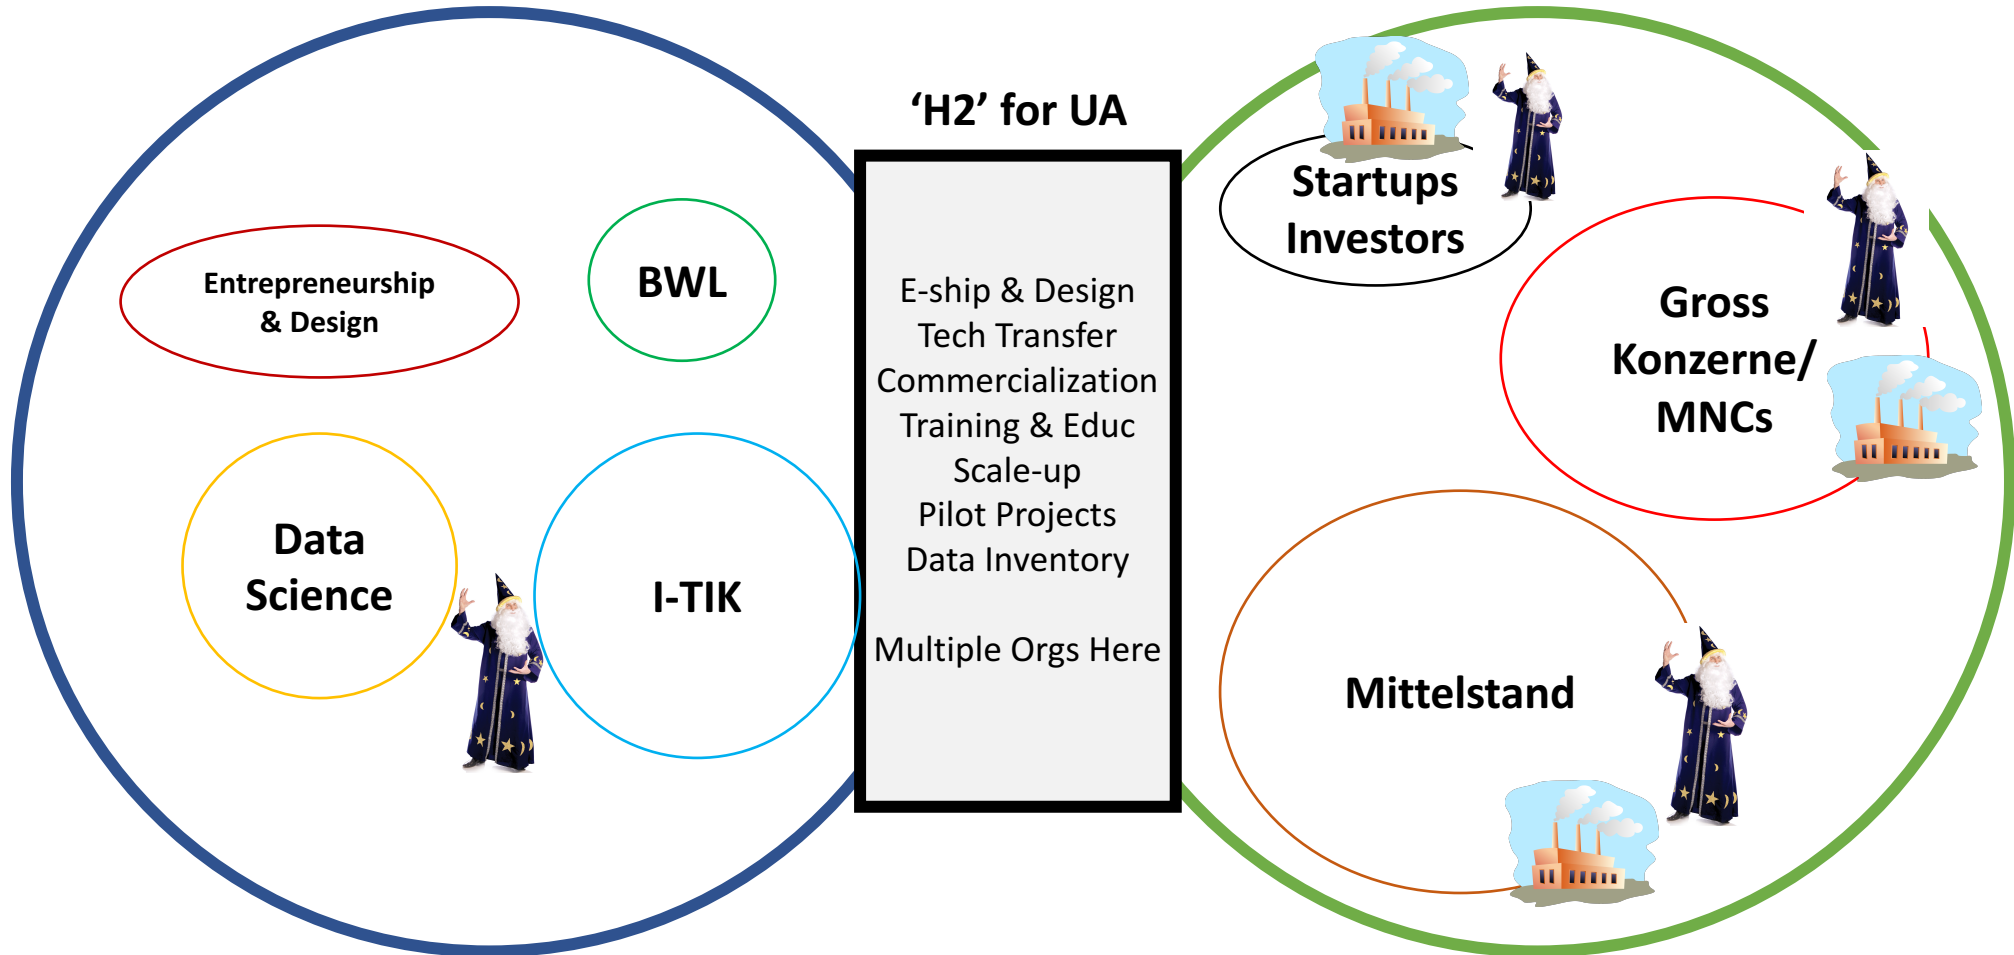 ‘H2’ for UA
Entrepreneurship
& Design
BWL
Data
Science
I-TIK
E-ship & Design
Tech Transfer
Commercialization
Training & Educ
Scale-up
Pilot Projects
Data Inventory
Multiple Orgs Here
Startups
Investors
Gross
Konzerne/
MNCs
Mittelstand